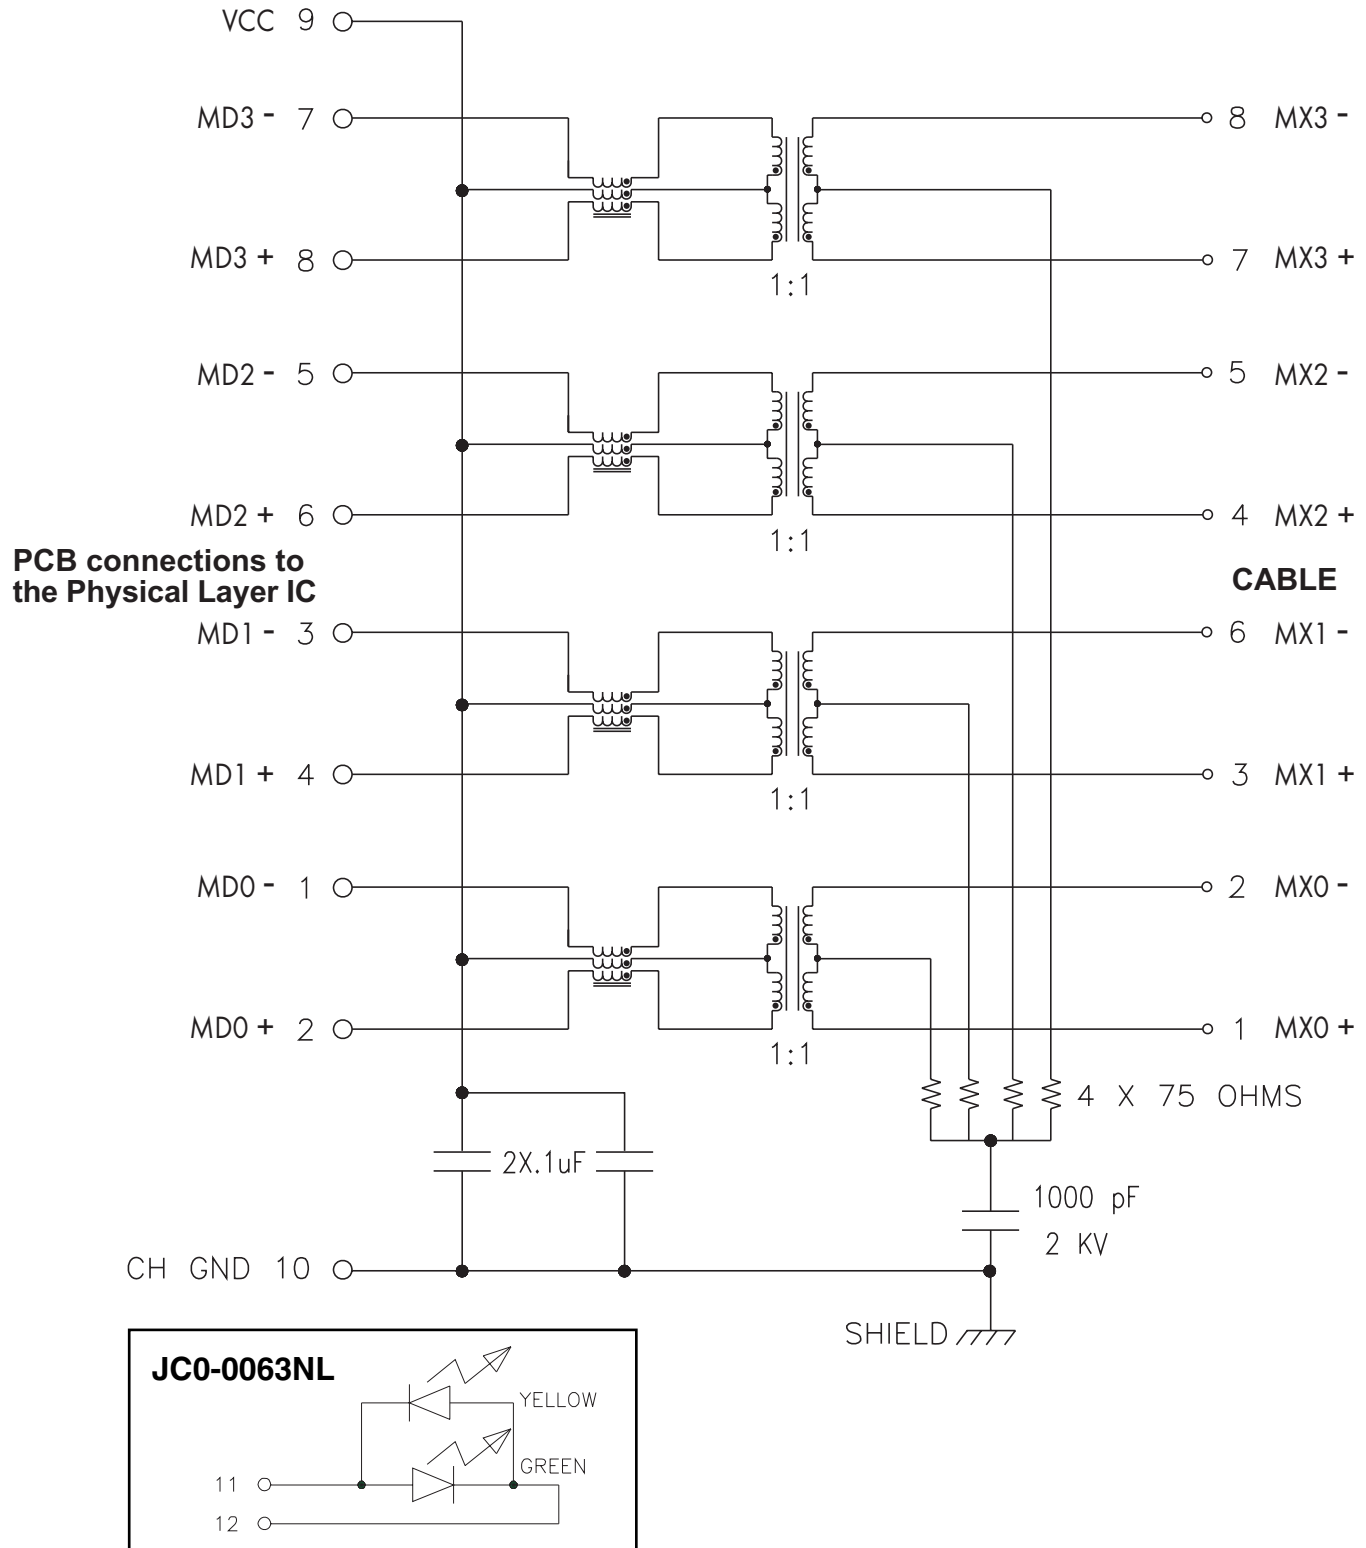 VCC 9
MD3 - 7
8 MX3 -
MD3 + 8
7 MX3 +
1:1
MD2 - 5
5 MX2 -
MD2 + 6
4 MX2 +
1:1
PCB connections to
the Physical Layer IC
CABLE
MD1 - 3
6 MX1 -
MD1 + 4
3 MX1 +
1:1
MD0 - 1
2 MX0 -
MD0 + 2
1 MX0 +
1:1
4 X 75 OHMS
2X.1uF
1000 pF
2 KV
CH GND 10
SHIELD
JC0-0063NL
YELLOW
GREEN
11
12